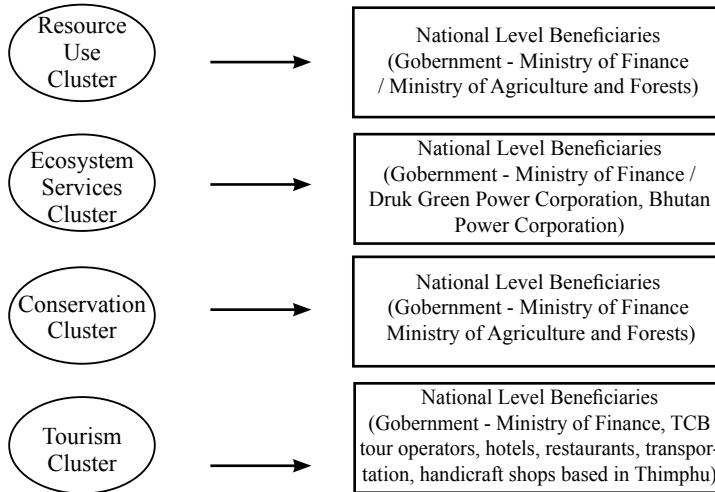 Resource
Use
Cluster
National Level Beneficiaries
(Gobernment - Ministry of Finance
/ Ministry of Agriculture and Forests)
Ecosystem
Services
Cluster
National Level Beneficiaries
(Gobernment - Ministry of Finance /
Druk Green Power Corporation, Bhutan
Power Corporation)
Conservation
Cluster
National Level Beneficiaries
(Gobernment - Ministry of Finance
Ministry of Agriculture and Forests)
Tourism
Cluster
National Level Beneficiaries
(Gobernment - Ministry of Finance, TCB
tour operators, hotels, restaurants, transpor-
tation, handicraft shops based in Thimphu)